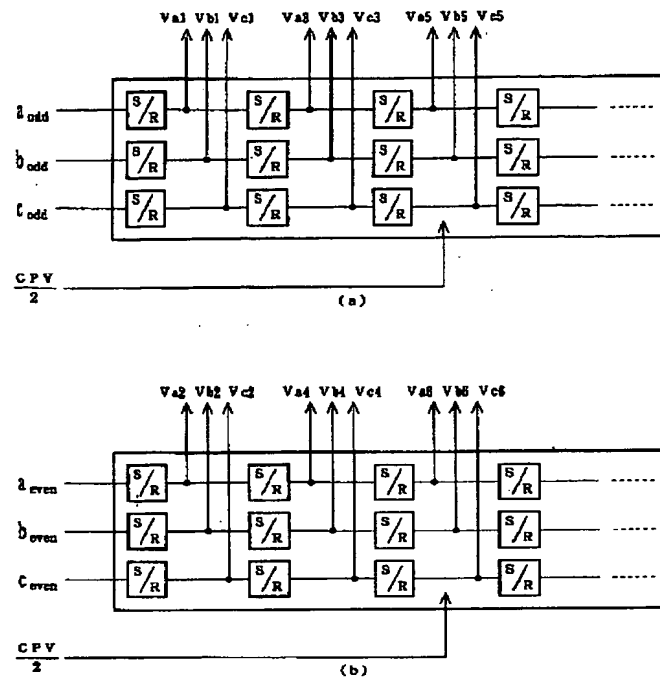 Va1 Vb1 Vc1 Va3 Vb3 Vc3 Va5 Vb5 Vc5
a odd S/R S/R S/R S/R
b odd S/R S/R S/R S/R
c odd S/R S/R S/R S/R
CPV
2
(a)
Va2 Vb2 Vc2 Va4 Vb4 Vc4 Va6 Vb6 Vc6
a even S/R S/R S/R S/R
b even S/R S/R S/R S/R
c even S/R S/R S/R S/R
CPV
2
(b)